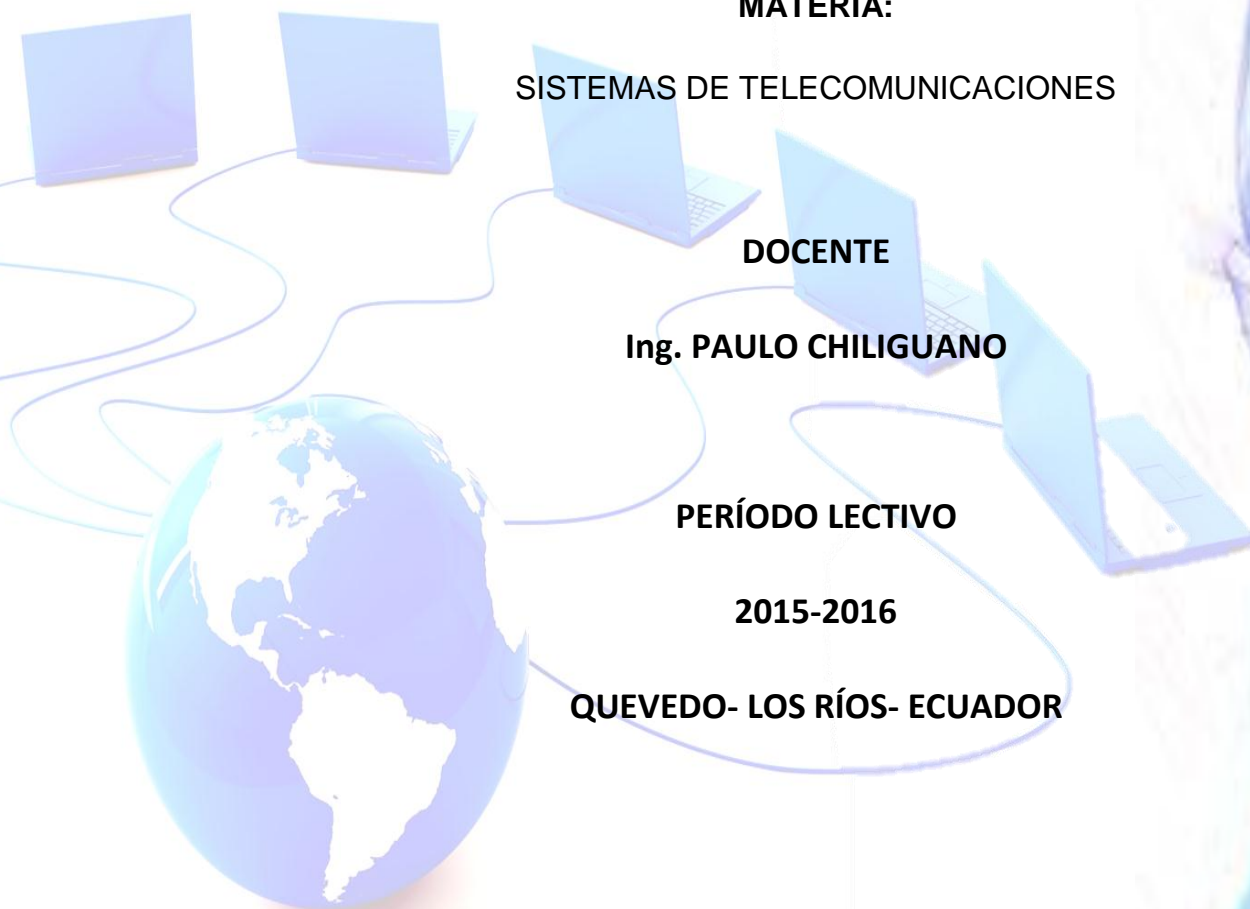 MATERIA:
SISTEMAS DE TELECOMUNICACIONES
DOCENTE
Ing. PAULO CHILIGUANO
PERÍODO LECTIVO
2015-2016
QUEVEDO- LOS RÍOS- ECUADOR